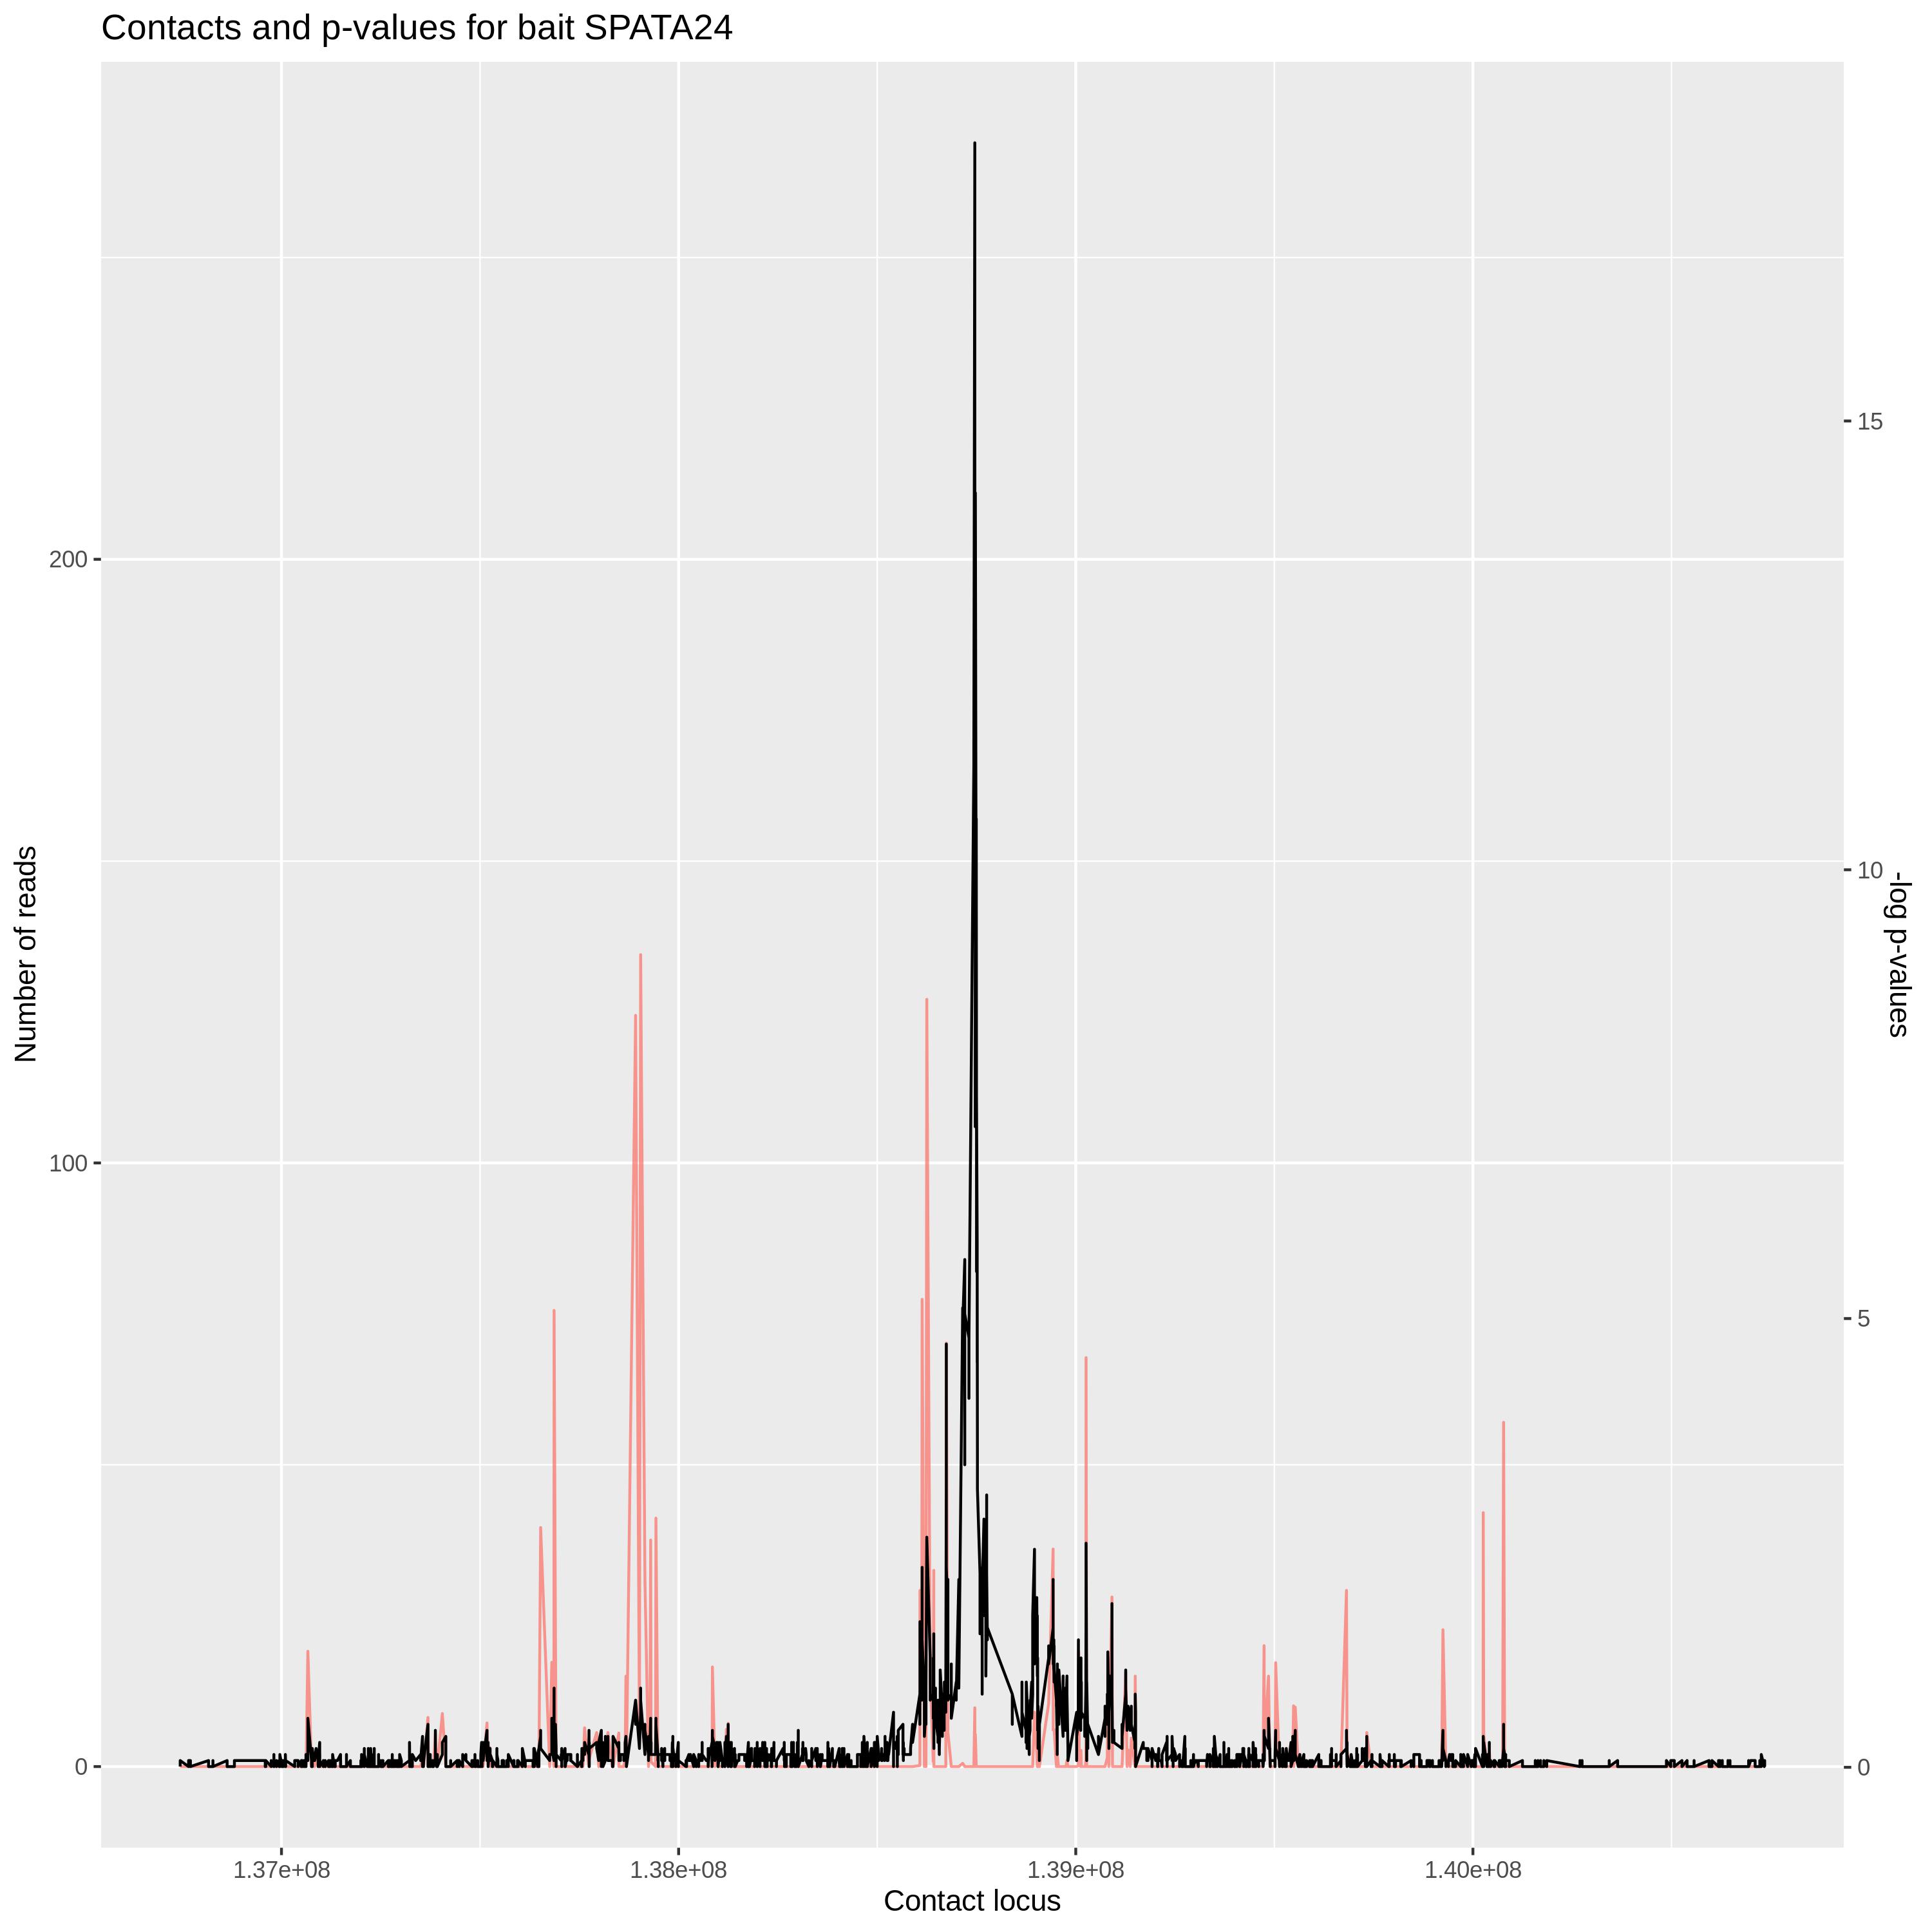 Contacts and p-values for bait SPATA24
Number of reads
200
100
0
15
10
5
0
-log p-values
1.37e+08
1.38e+08
1.39e+08
1.40e+08
Contact locus